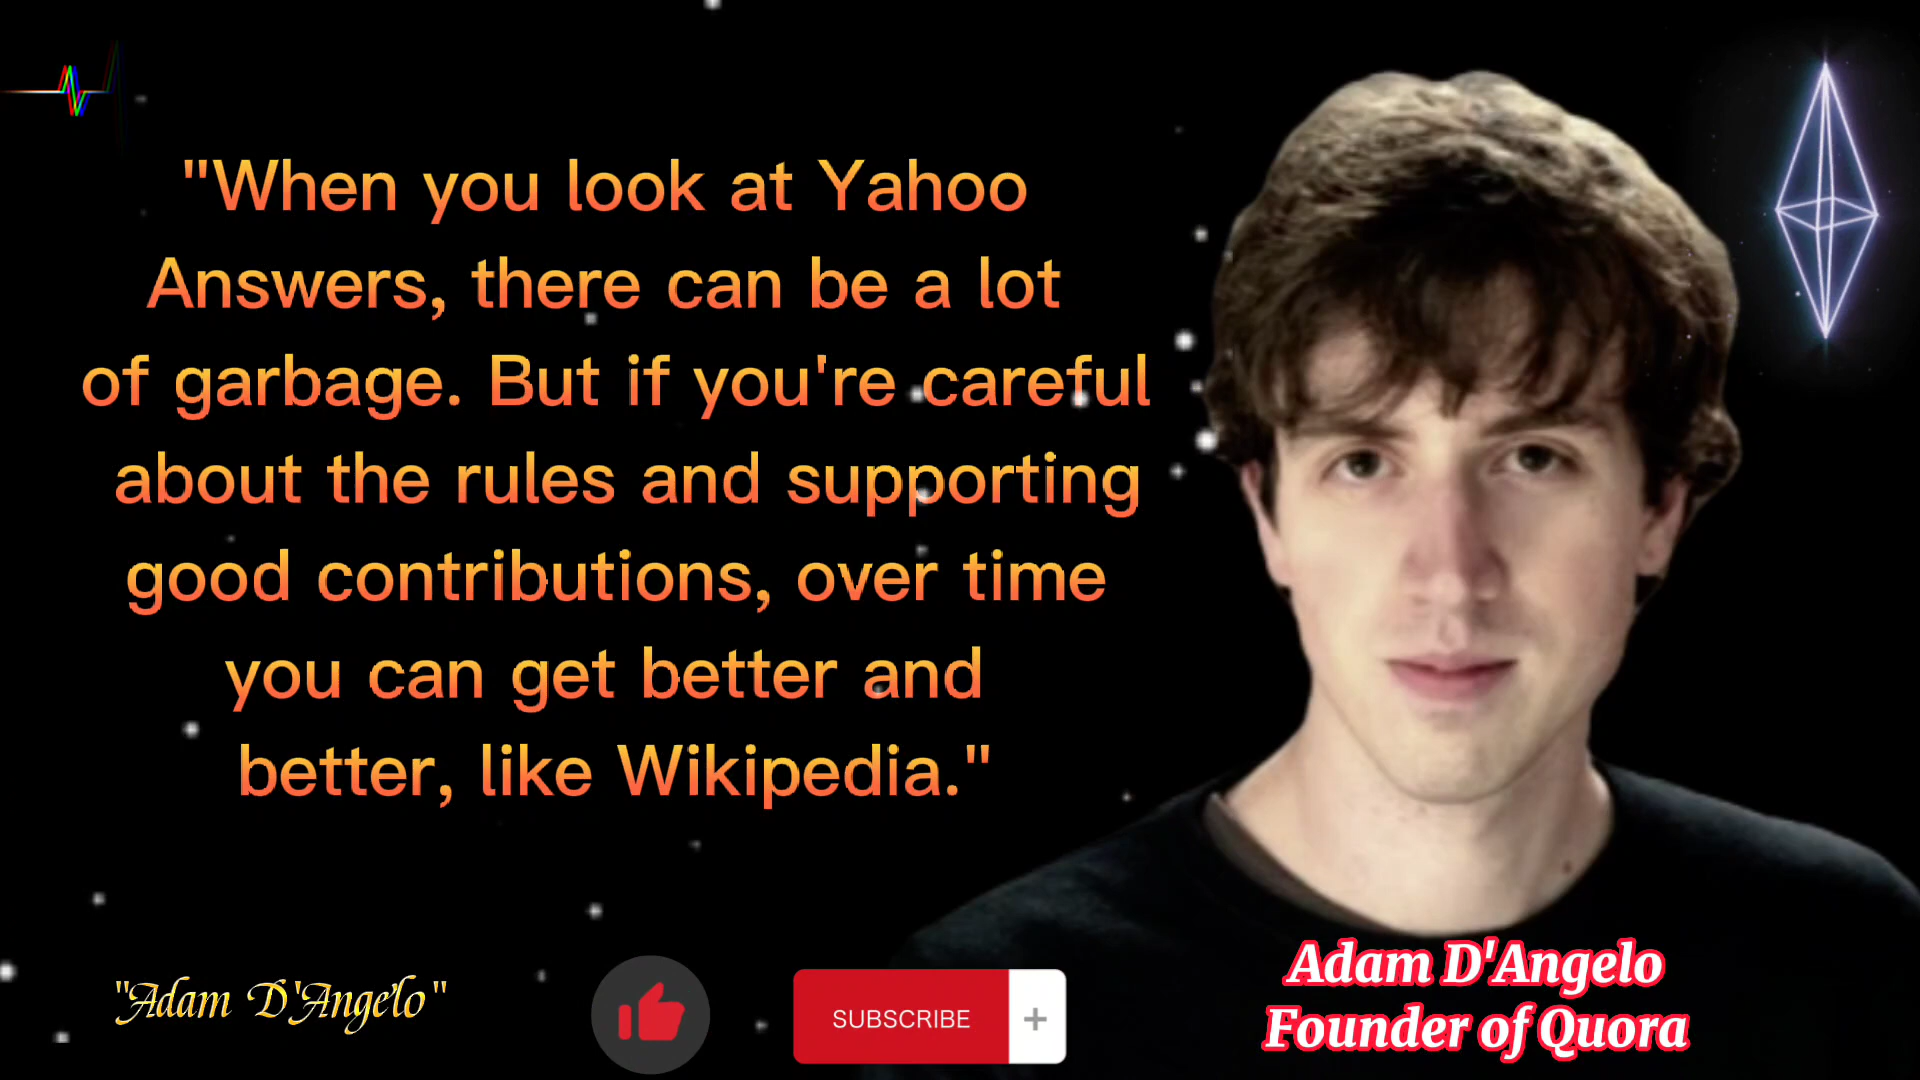 "When you look at Yahoo
Answers, there can be a lot
of garbage. But if you're careful
about the rules and supporting
good contributions, over time
you can get better and
better, like Wikipedia."
"Adam D'Angelo"
SUBSCRIBE +
Adam D'Angelo
Founder of Quora